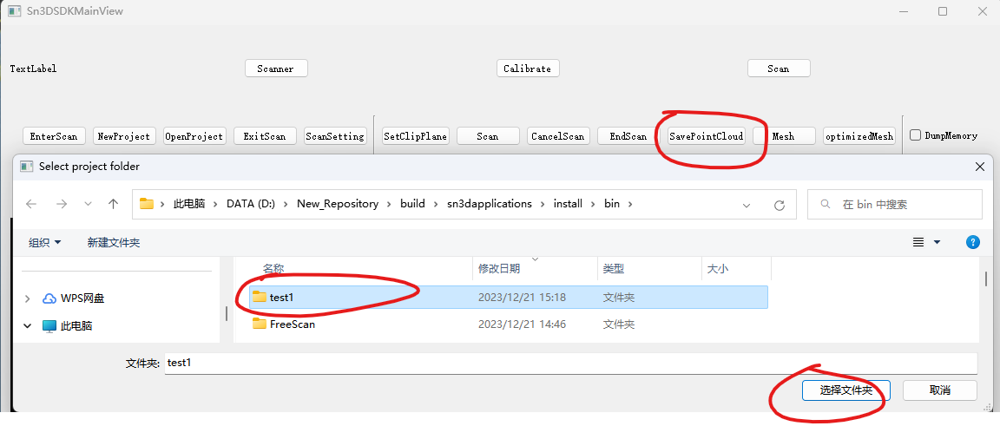 Sn3DSDKMainView
TextLabel Scanner Calibrate Scan
EnterScan NewProject OpenProject ExitScan ScanSetting SetClipPlane Scan CancelScan EndScan SavePointCloud Mesh optimizedMesh DumpMemory
Select project folder
此电脑 > DATA (D:) > New_Repository > build > sn3dapplications > install > bin > 在 bin 中搜索
组织 新建文件夹
名称 修改日期 类型 大小
WPS网盘 test1 2023/12/21 15:18 文件夹
此电脑 FreeScan 2023/12/21 14:46 文件夹
文件夹: test1
选择文件夹 取消